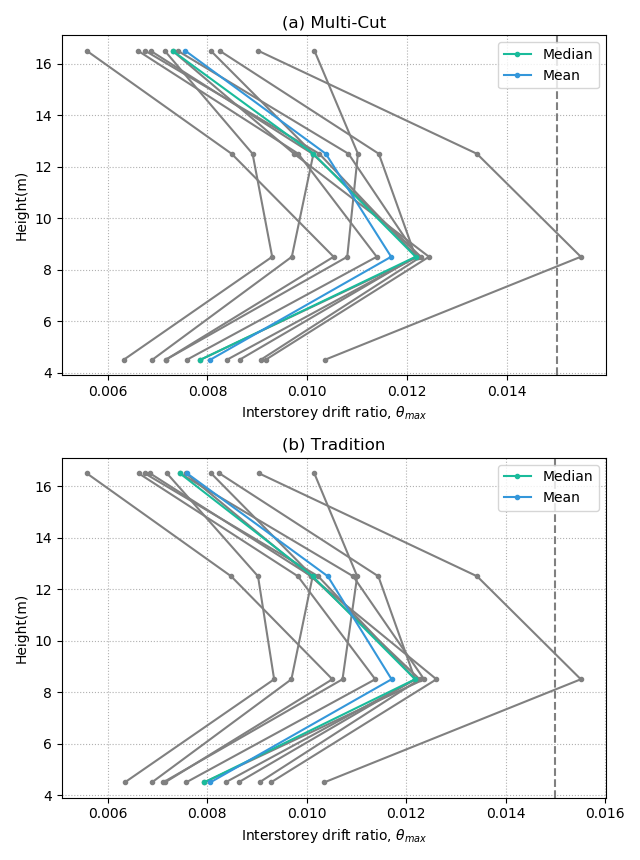 (a) Multi-Cut
Median
Mean
16
14
12
10
8
6
4
Height(m)
0.006 0.008 0.010 0.012 0.014
Interstorey drift ratio, θmax
(b) Tradition
Median
Mean
16
14
12
10
8
6
4
Height(m)
0.006 0.008 0.010 0.012 0.014 0.016
Interstorey drift ratio, θmax